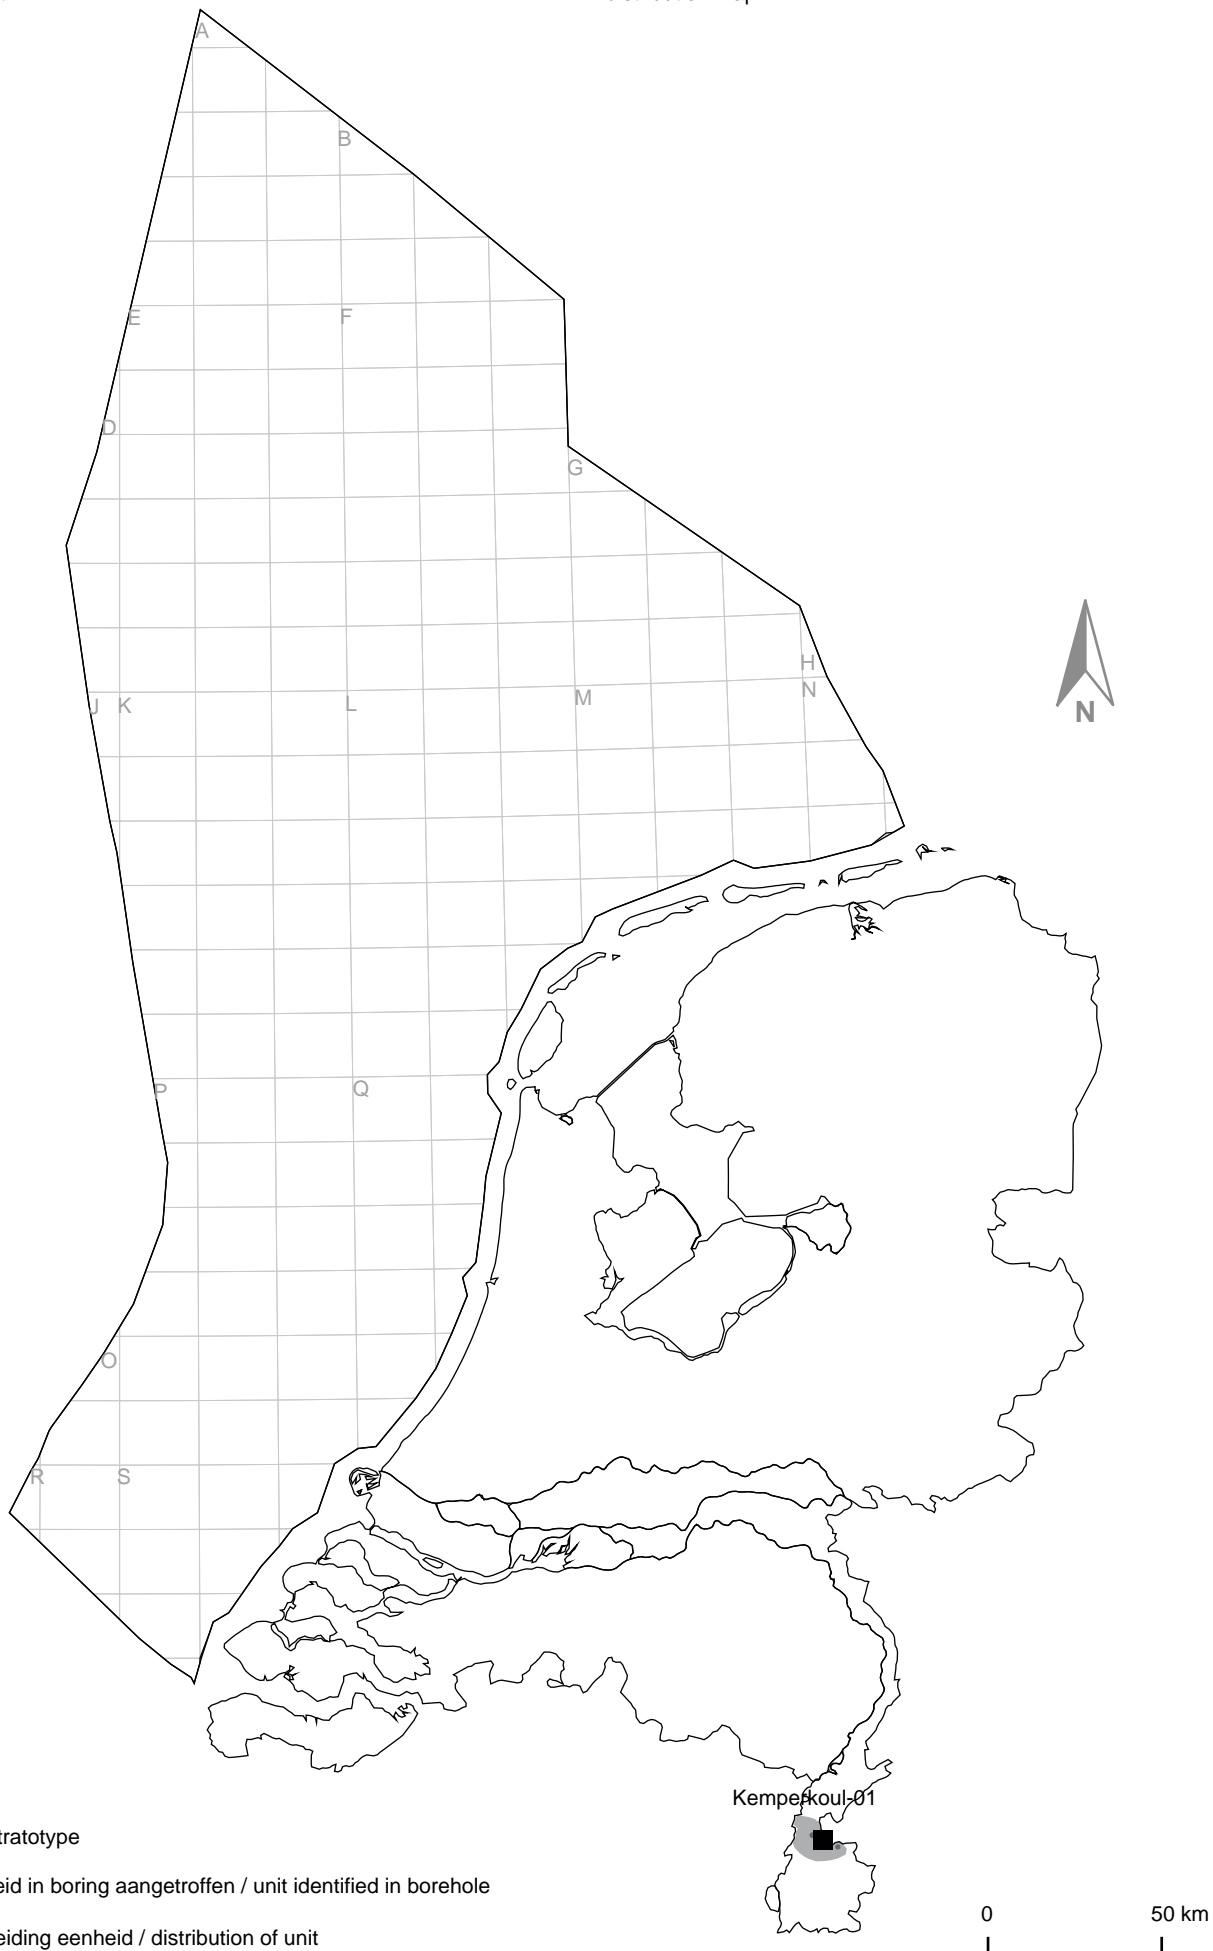 A
B
E
F
D
G
H
N
J K
L
M
N
P
Q
O
R
S
Kemperkoul-01
tratotype
eid in boring aangetroffen / unit identified in borehole
eiding eenheid / distribution of unit
0
50 km